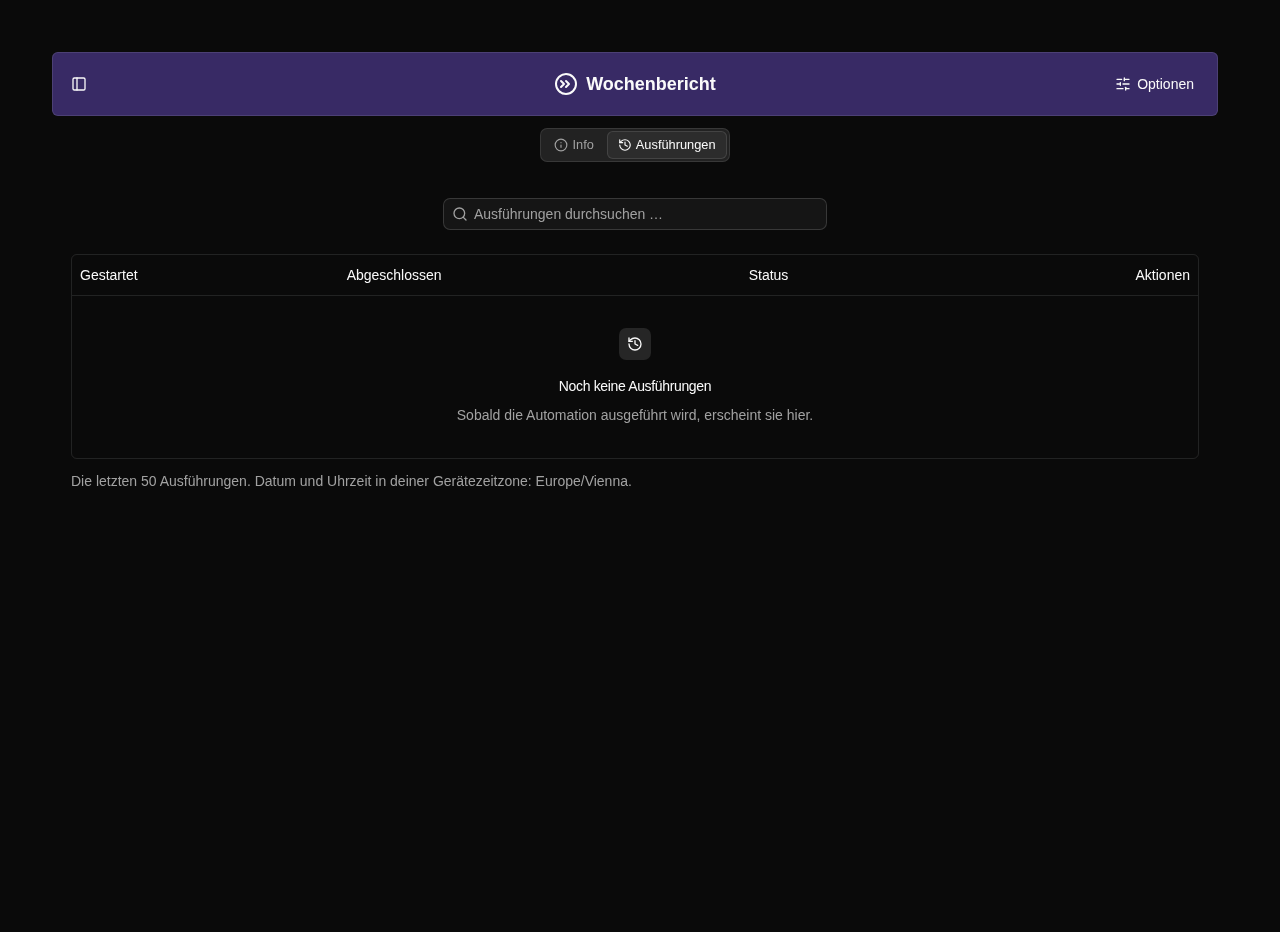 Wochenbericht
Optionen
Info
Ausführungen
Ausführungen durchsuchen …
Gestartet Abgeschlossen Status Aktionen
Noch keine Ausführungen
Sobald die Automation ausgeführt wird, erscheint sie hier.
Die letzten 50 Ausführungen. Datum und Uhrzeit in deiner Gerätezeitzone: Europe/Vienna.